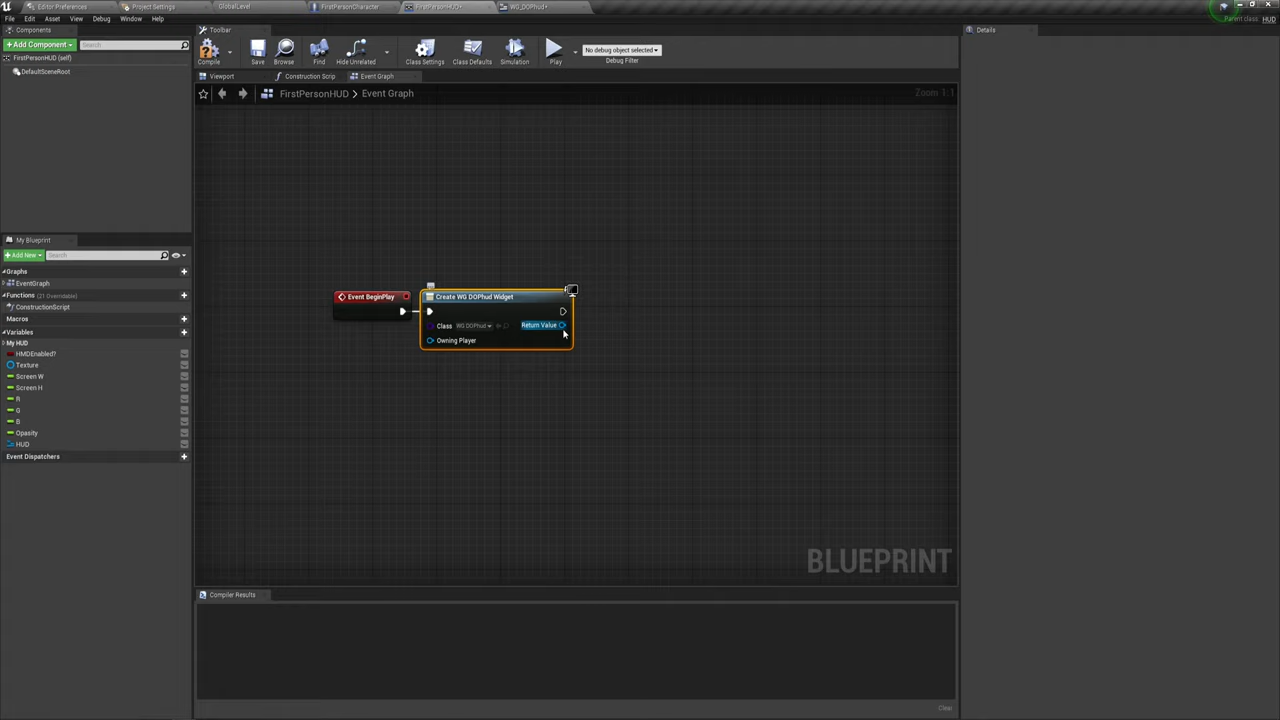 Editor Preferences
Project Settings
GlobalLevel
FirstPersonCharacter
FirstPersonHUD•
WG_DOPhud•
File Edit Asset View Debug Window Help
Parent class: HUD
Components
Toolbar
Details
+Add Component
Search
FirstPersonHUD (self)
DefaultSceneRoot
Compile
Save
Browse
Find
Hide Unrelated
Class Settings
Class Defaults
Simulation
Play
No debug object selected
Debug Filter
Viewport
Construction Scrip
Event Graph
FirstPersonHUD > Event Graph
Zoom 1:1
My Blueprint
+Add New
Search
Graphs
EventGraph
Functions (21 Overridable)
ConstructionScript
Macros
Variables
My HUD
HMDEnabled?
Texture
Screen W
Screen H
R
G
B
Opasity
HUD
Event Dispatchers
Event BeginPlay
Create WG DOPhud Widget
Class WG DOPhud
Return Value
Owning Player
BLUEPRINT
Compiler Results
Clear